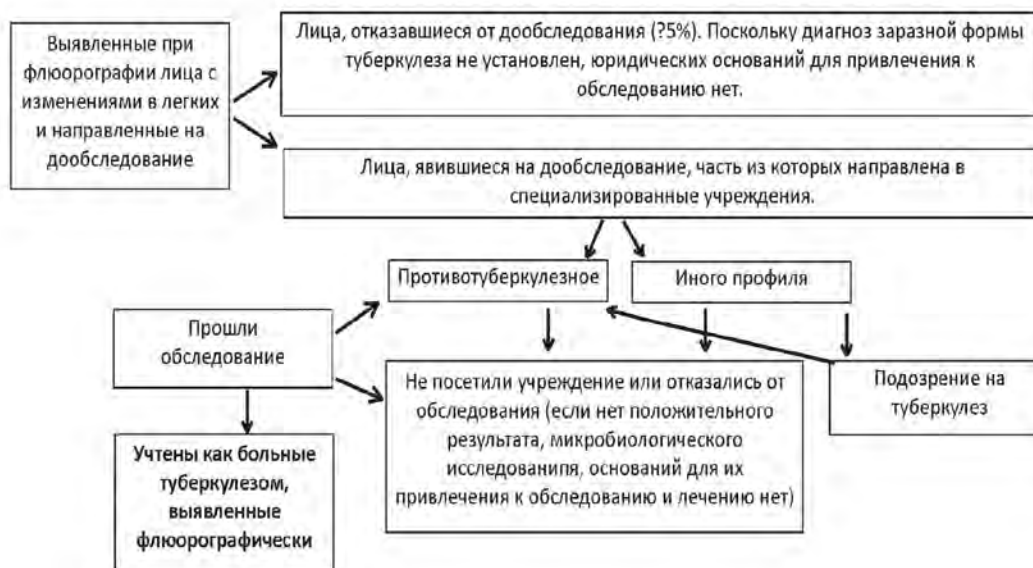 Выявленные при
флюорографии лица с
изменениями в легких
и направленные на
дообследование
Лица, отказавшиеся от дообследования (?5%). Поскольку диагноз заразной формы
туберкулеза не установлен, юридических оснований для привлечения к
обследованию нет.
Лица, явившиеся на дообследование, часть из которых направлена в
специализированные учреждения.
Противотуберкулезное
Иного профиля
Прошли
обследование
Не посетили учреждение или отказались от
обследования (если нет положительного
результата, микробиологического
исследованипя, оснований для их
привлечения к обследованию и лечению нет)
Подозрение на
туберкулез
Учтены как больные
туберкулезом,
выявленные
флюорографически